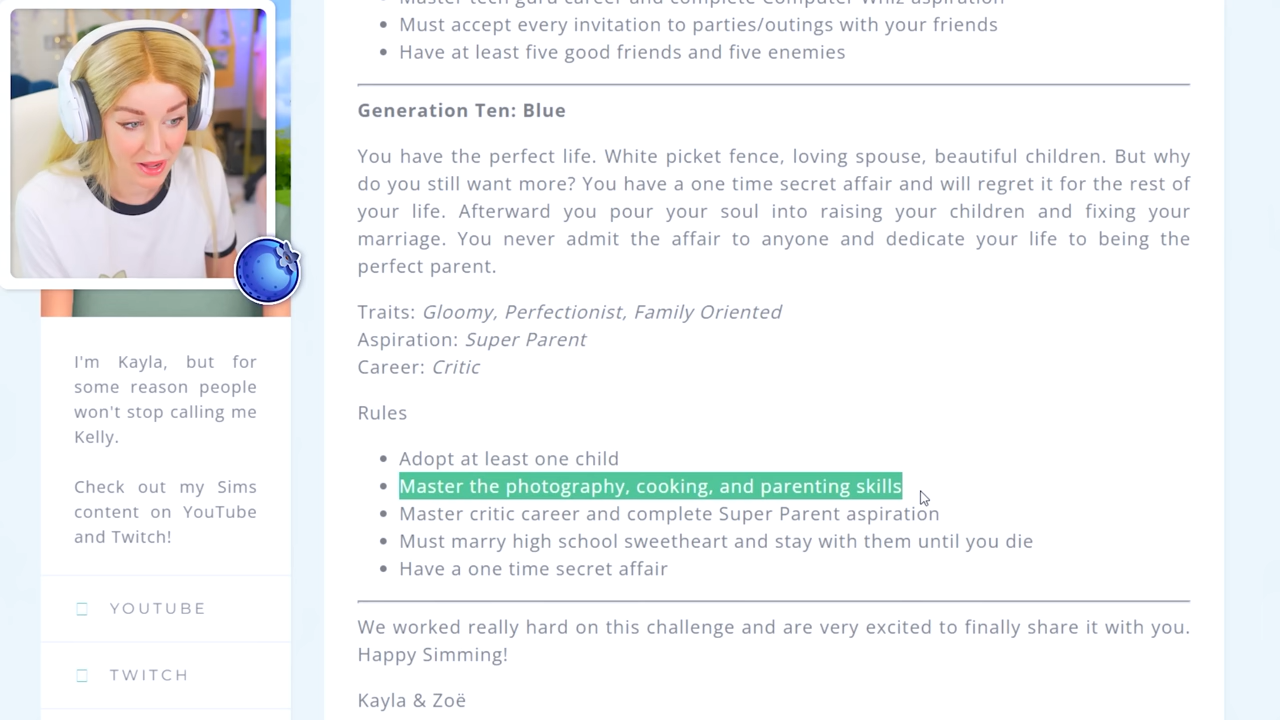 Master tech guru career and complete Computer Whiz aspiration
Must accept every invitation to parties/outings with your friends
Have at least five good friends and five enemies
Generation Ten: Blue
You have the perfect life. White picket fence, loving spouse, beautiful children. But why
do you still want more? You have a one time secret affair and will regret it for the rest of
your life. Afterward you pour your soul into raising your children and fixing your
marriage. You never admit the affair to anyone and dedicate your life to being the
perfect parent.
Traits: Gloomy, Perfectionist, Family Oriented
Aspiration: Super Parent
Career: Critic
Rules
Adopt at least one child
Master the photography, cooking, and parenting skills
Master critic career and complete Super Parent aspiration
Must marry high school sweetheart and stay with them until you die
Have a one time secret affair
We worked really hard on this challenge and are very excited to finally share it with you.
Happy Simming!
Kayla & Zoë
I'm Kayla, but for
some reason people
won't stop calling me
Kelly.
Check out my Sims
content on YouTube
and Twitch!
YOUTUBE
TWITCH